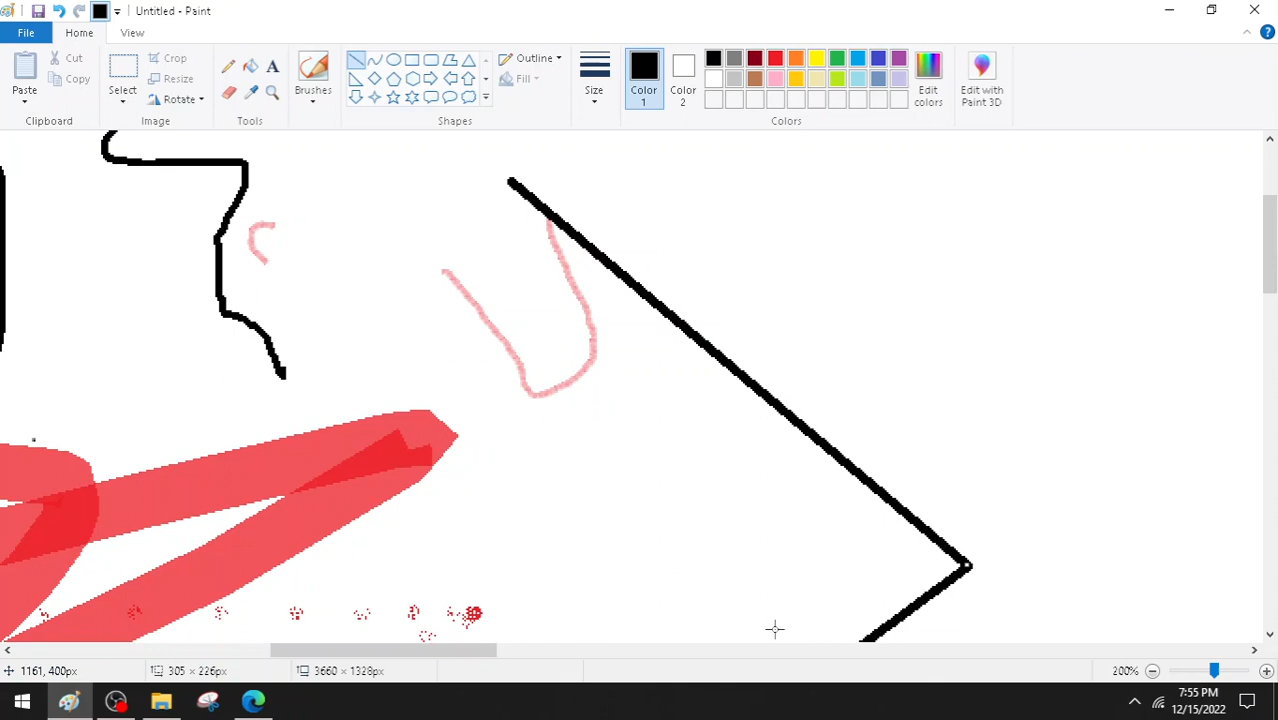 Untitled - Paint
File Home View
Paste Cut Copy Select Crop Resize Rotate A Brushes Outline Fill Size Color 1 Color 2 Edit colors Edit with Paint 3D
Clipboard Image Tools Shapes Colors
1161, 400px 305 × 226px 3660 × 1328px 200%
7:55 PM
12/15/2022